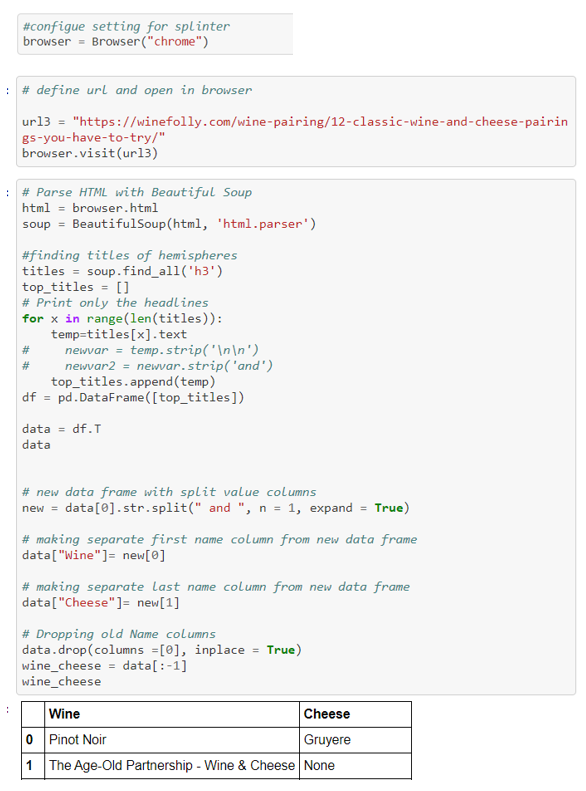 #configue setting for splinter
browser = Browser("chrome")
: # define url and open in browser
url3 = "https://winefolly.com/wine-pairing/12-classic-wine-and-cheese-pairin
gs-you-have-to-try/"
browser.visit(url3)
: # Parse HTML with Beautiful Soup
html = browser.html
soup = BeautifulSoup(html, 'html.parser')
#finding titles of hemispheres
titles = soup.find_all('h3')
top_titles = []
# Print only the headlines
for x in range(len(titles)):
    temp=titles[x].text
#     newvar = temp.strip('\n\n')
#     newvar2 = newvar.strip('and')
    top_titles.append(temp)
df = pd.DataFrame([top_titles])
data = df.T
data
# new data frame with split value columns
new = data[0].str.split(" and ", n = 1, expand = True)
# making separate first name column from new data frame
data["Wine"]= new[0]
# making separate last name column from new data frame
data["Cheese"]= new[1]
# Dropping old Name columns
data.drop(columns =[0], inplace = True)
wine_cheese = data[:-1]
wine_cheese
:
Wine Cheese
0 Pinot Noir Gruyere
1 The Age-Old Partnership - Wine & Cheese None